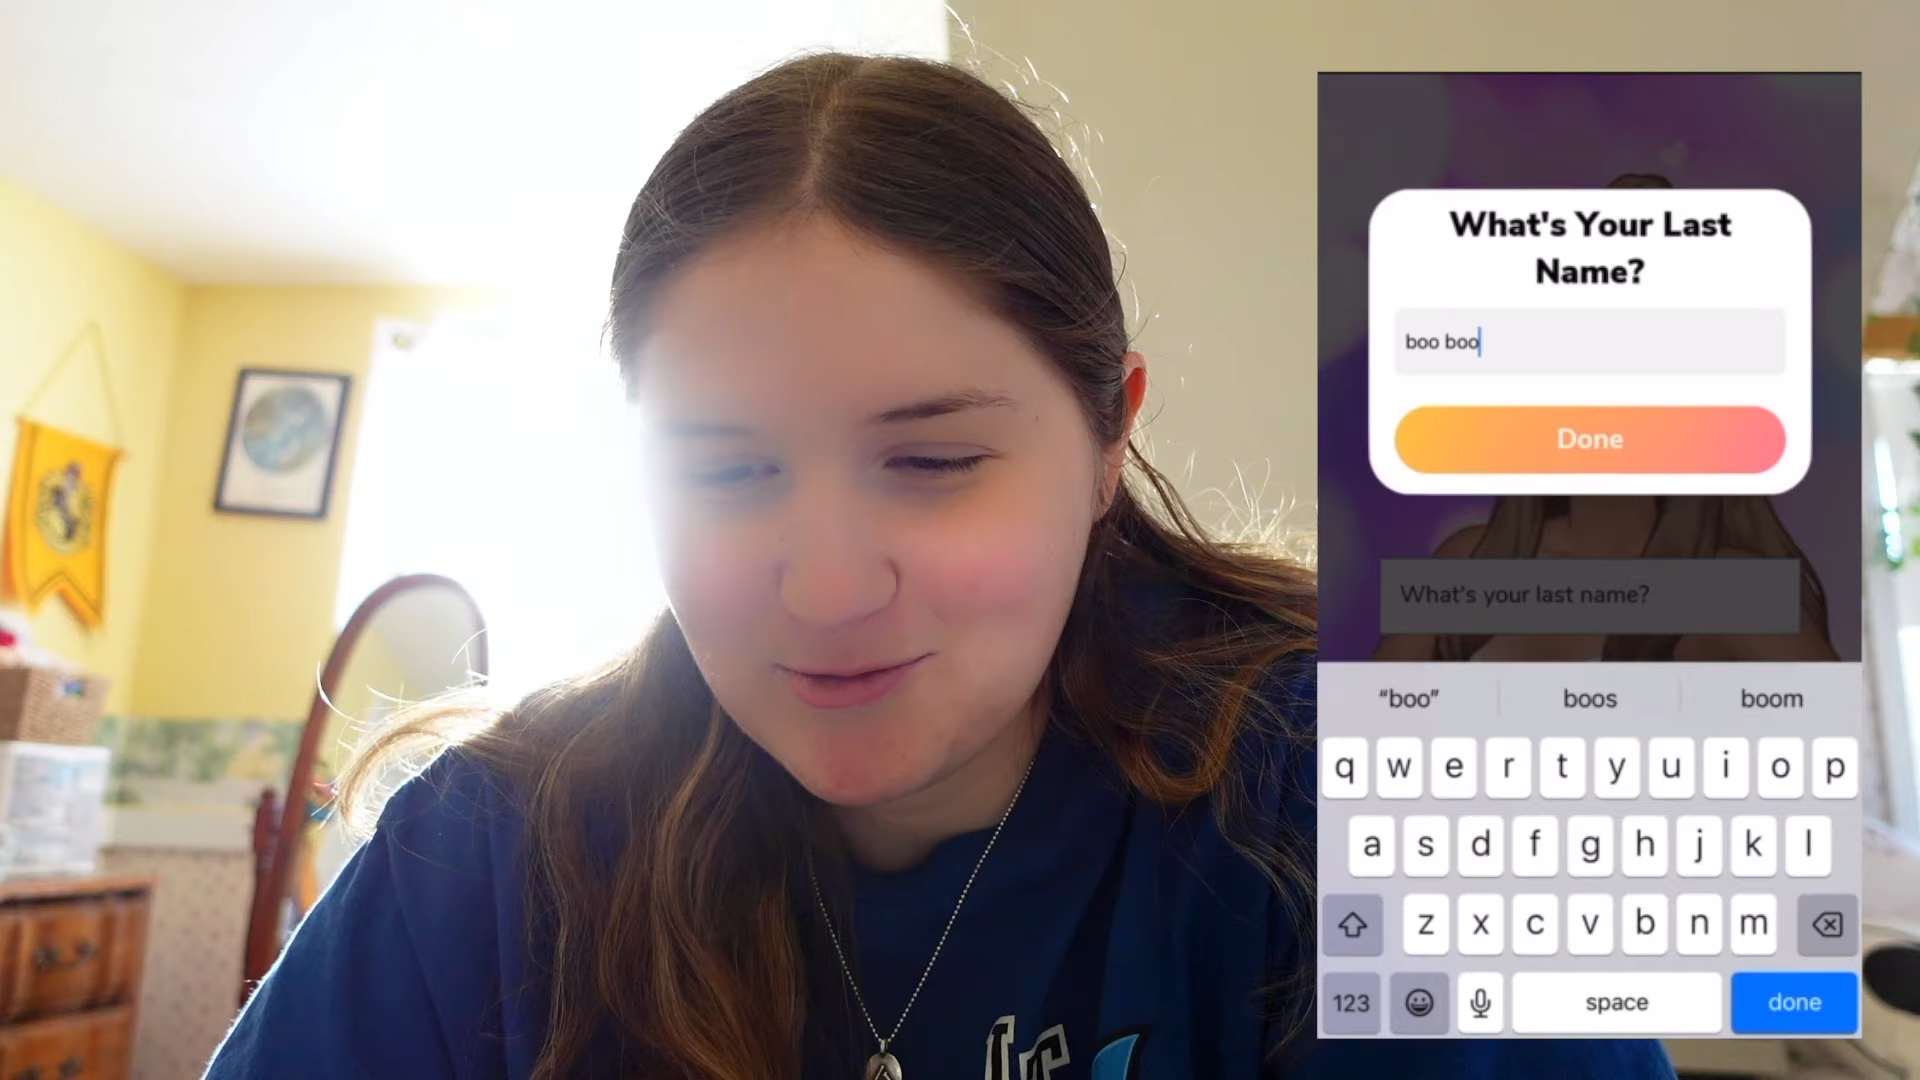 What's Your Last
Name?
boo boo
Done
What's your last name?
“boo” boos boom
q w e r t y u i o p
a s d f g h j k l
z x c v b n m
123 space done